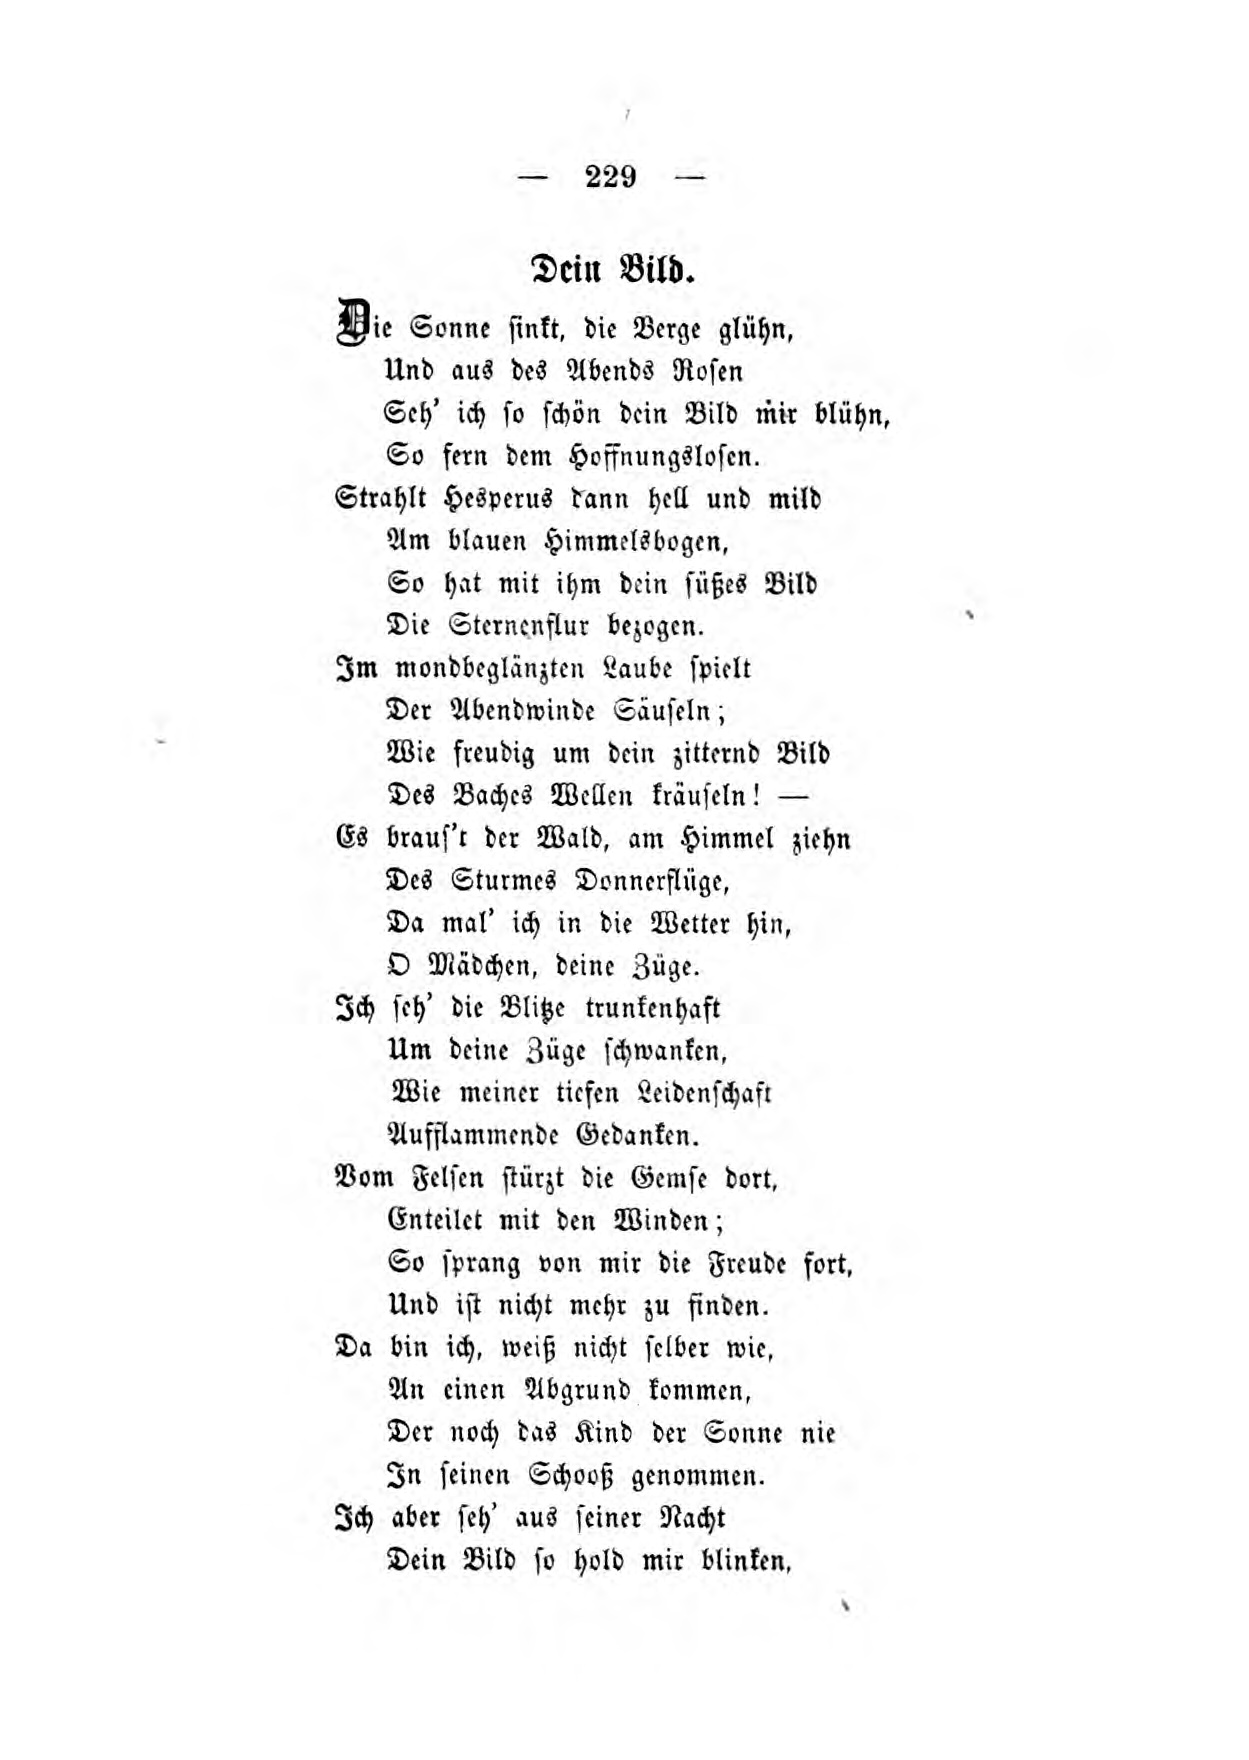 — 229 —
Dein Bild.
Die Sonne ſinkt, die Berge glühn,
Und aus des Abends Roſen
Seh' ich ſo ſchön dein Bild mir blühn,
So fern dem Hoffnungsloſen.
Strahlt Hesperus dann hell und mild
Am blauen Himmelsbogen,
So hat mit ihm dein ſüßes Bild
Die Sternenflur bezogen.
Im mondbeglänzten Laube ſpielt
Der Abendwinde Säuſeln;
Wie freudig um dein zitternd Bild
Des Baches Wellen kräuſeln! —
Es brauſ't der Wald, am Himmel ziehn
Des Sturmes Donnerflüge,
Da mal' ich in die Wetter hin,
O Mädchen, deine Züge.
Ich ſeh' die Blitze trunkenhaft
Um deine Züge ſchwanken,
Wie meiner tiefen Leidenſchaft
Aufflammende Gedanken.
Vom Felſen ſtürzt die Gemſe dort,
Enteilet mit den Winden;
So ſprang von mir die Freude fort,
Und iſt nicht mehr zu finden.
Da bin ich, weiß nicht ſelber wie,
An einen Abgrund kommen,
Der noch das Kind der Sonne nie
In ſeinen Schooß genommen.
Ich aber ſeh' aus ſeiner Nacht
Dein Bild ſo hold mir blinken,